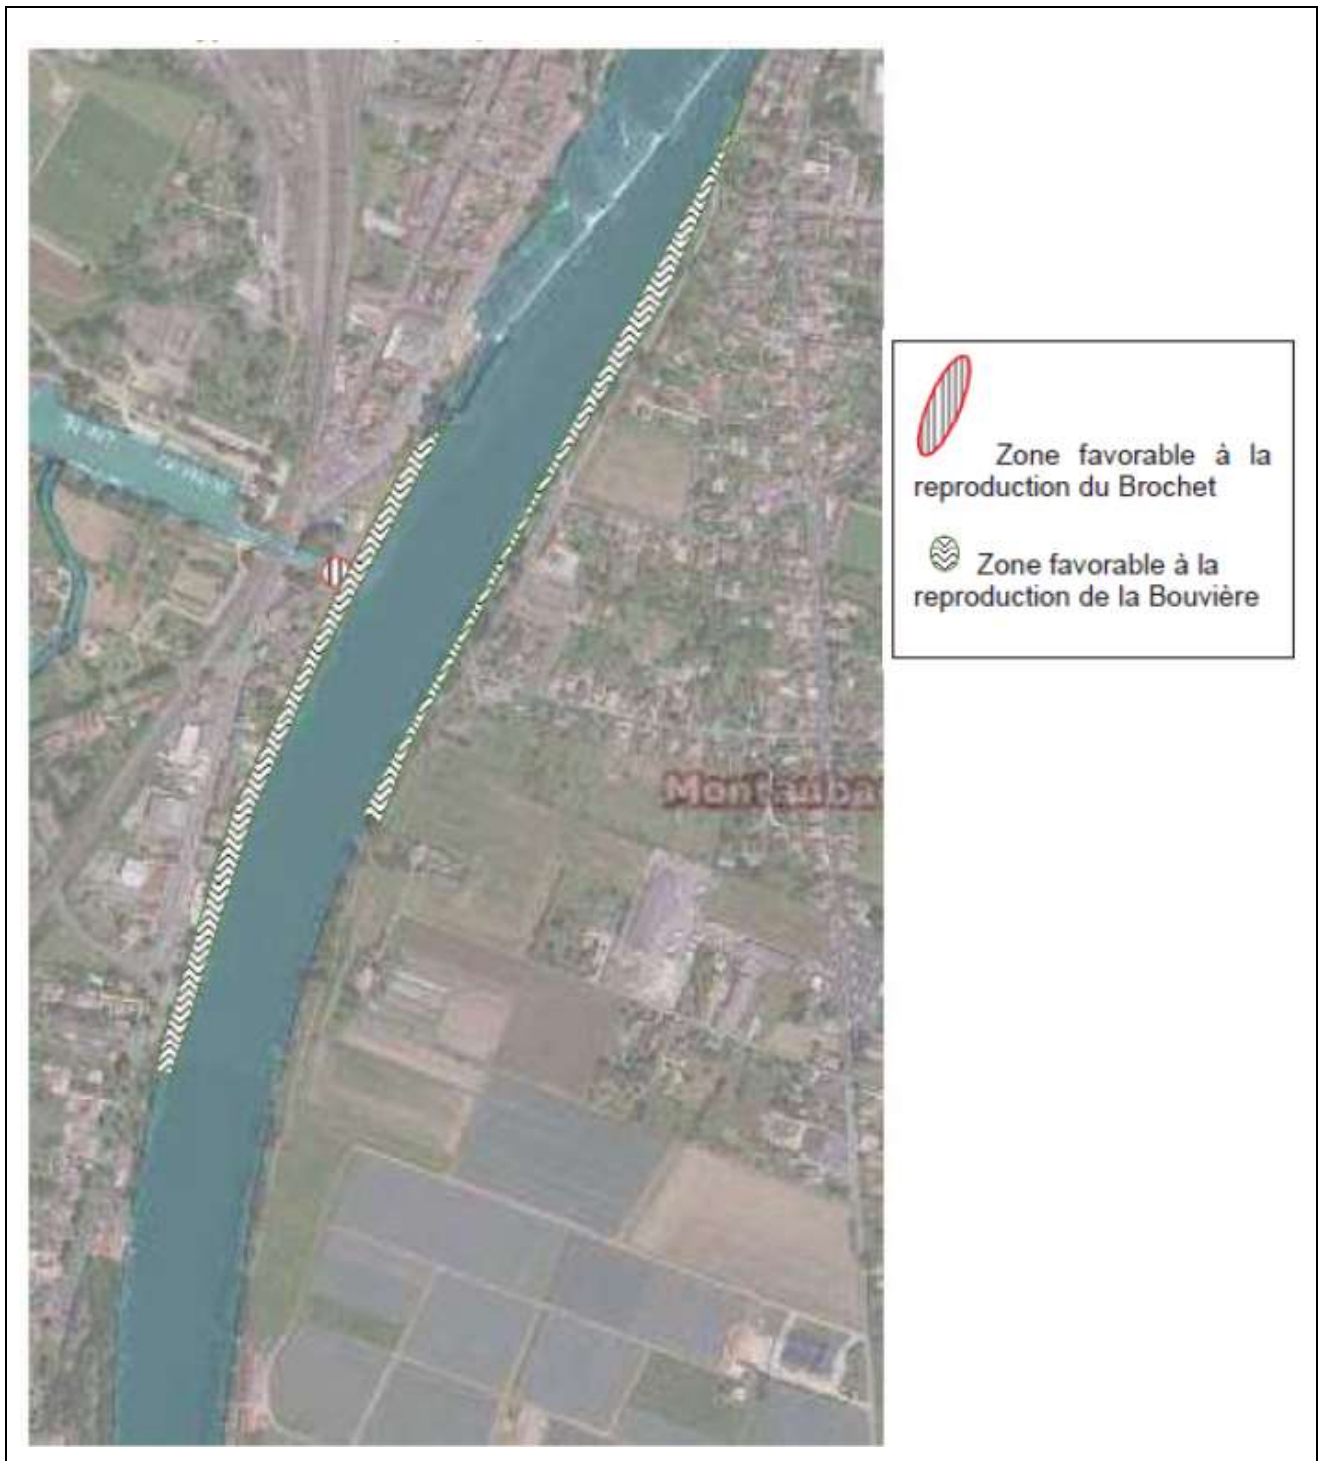 Zone favorable à la
reproduction du Brochet
Zone favorable à la
reproduction de la Bouvière